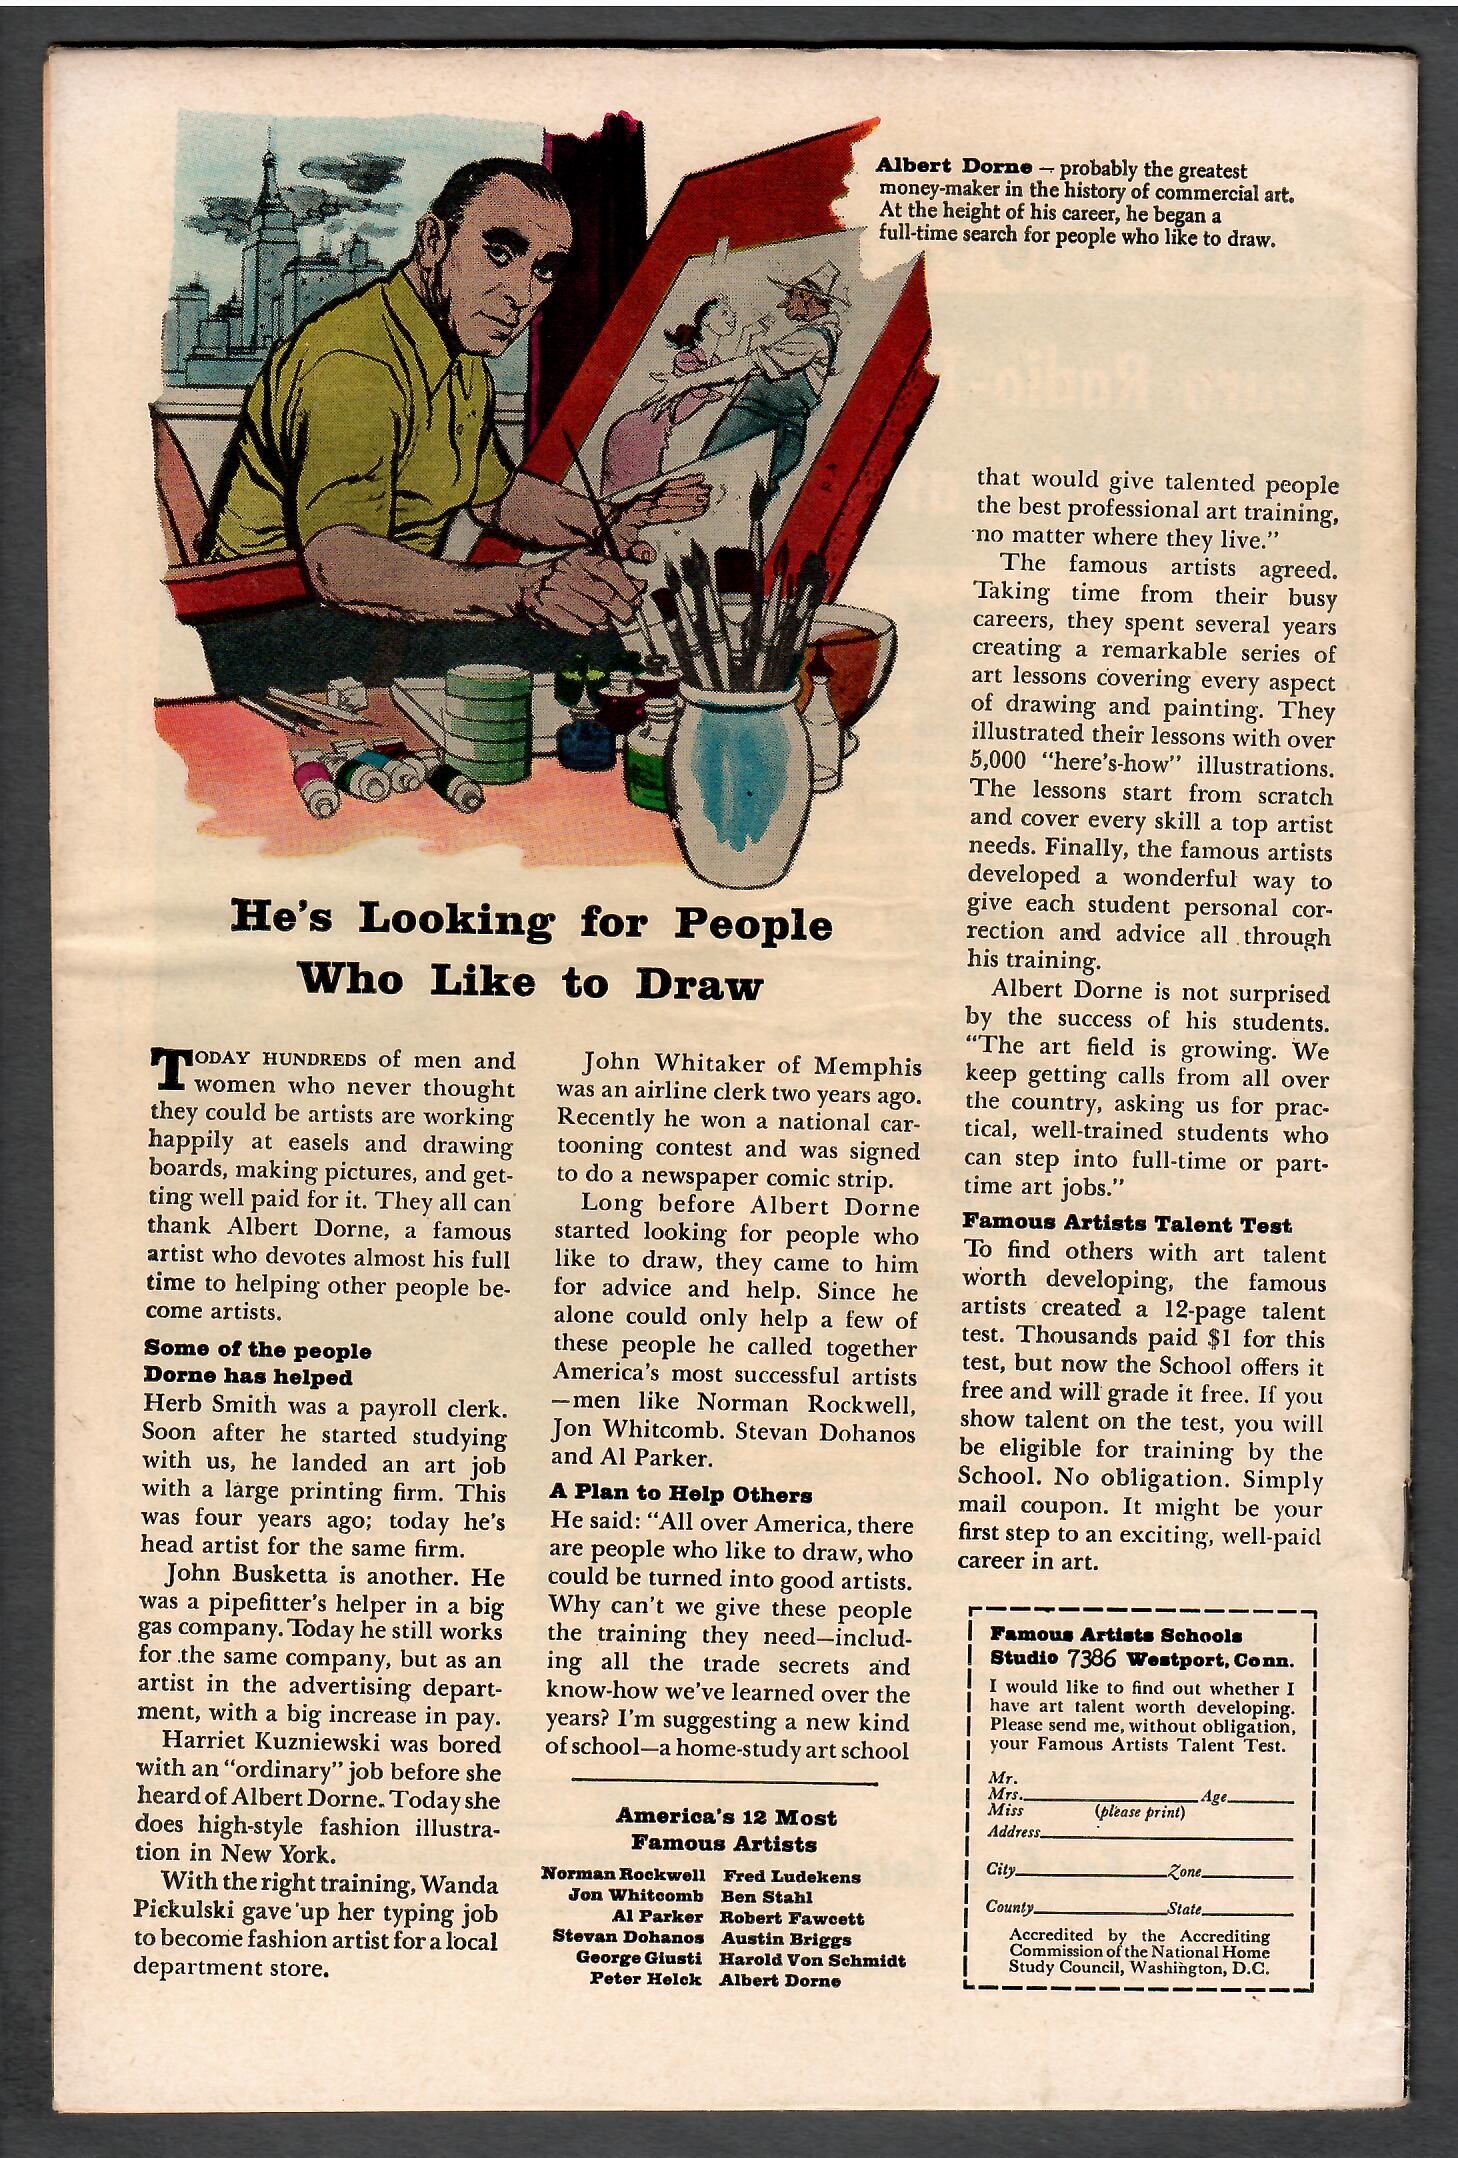 Albert Dorne — probably the greatest
money-maker in the history of commercial art.
At the height of his career, he began a
full-time search for people who like to draw.
He's Looking for People
Who Like to Draw
TODAY HUNDREDS of men and
women who never thought
they could be artists are working
happily at easels and drawing
boards, making pictures, and get-
ting well paid for it. They all can
thank Albert Dorne, a famous
artist who devotes almost his full
time to helping other people be-
come artists.
Some of the people
Dorne has helped
Herb Smith was a payroll clerk.
Soon after he started studying
with us, he landed an art job
with a large printing firm. This
was four years ago; today he's
head artist for the same firm.
John Busketta is another. He
was a pipefitter's helper in a big
gas company. Today he still works
for the same company, but as an
artist in the advertising depart-
ment, with a big increase in pay.
Harriet Kuzniewski was bored
with an "ordinary" job before she
heard of Albert Dorne. Today she
does high-style fashion illustra-
tion in New York.
With the right training, Wanda
Pickulski gave up her typing job
to become fashion artist for a local
department store.
John Whitaker of Memphis
was an airline clerk two years ago.
Recently he won a national car-
tooning contest and was signed
to do a newspaper comic strip.
Long before Albert Dorne
started looking for people who
like to draw, they came to him
for advice and help. Since he
alone could only help a few of
these people he called together
America's most successful artists
—men like Norman Rockwell,
Jon Whitcomb. Stevan Dohanos
and Al Parker.
A Plan to Help Others
He said: "All over America, there
are people who like to draw, who
could be turned into good artists.
Why can't we give these people
the training they need—includ-
ing all the trade secrets and
know-how we've learned over the
years? I'm suggesting a new kind
of school—a home-study art school
America's 12 Most
Famous Artists
Norman Rockwell Fred Ludekens
Jon Whitcomb Ben Stahl
Al Parker Robert Fawcett
Stevan Dohanos Austin Briggs
George Giusti Harold Von Schmidt
Peter Helck Albert Dorne
that would give talented people
the best professional art training,
no matter where they live."
The famous artists agreed.
Taking time from their busy
careers, they spent several years
creating a remarkable series of
art lessons covering every aspect
of drawing and painting. They
illustrated their lessons with over
5,000 "here's-how" illustrations.
The lessons start from scratch
and cover every skill a top artist
needs. Finally, the famous artists
developed a wonderful way to
give each student personal cor-
rection and advice all through
his training.
Albert Dorne is not surprised
by the success of his students.
"The art field is growing. We
keep getting calls from all over
the country, asking us for prac-
tical, well-trained students who
can step into full-time or part-
time art jobs."
Famous Artists Talent Test
To find others with art talent
worth developing, the famous
artists created a 12-page talent
test. Thousands paid $1 for this
test, but now the School offers it
free and will grade it free. If you
show talent on the test, you will
be eligible for training by the
School. No obligation. Simply
mail coupon. It might be your
first step to an exciting, well-paid
career in art.
Famous Artists Schools
Studio 7386 Westport, Conn.
I would like to find out whether I
have art talent worth developing.
Please send me, without obligation,
your Famous Artists Talent Test.
Mr.
Mrs. Age
Miss (please print)
Address
City Zone
County State
Accredited by the Accrediting
Commission of the National Home
Study Council, Washington, D.C.